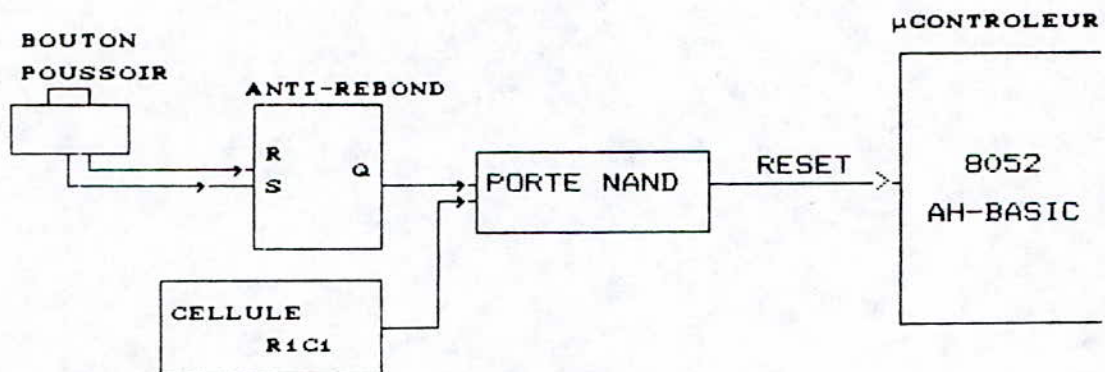 µCONTROLEUR
BOUTON
POUSSOIR
ANTI-REBOND
R
S
Q
PORTE NAND
RESET
8052
AH-BASIC
CELLULE
R1C1